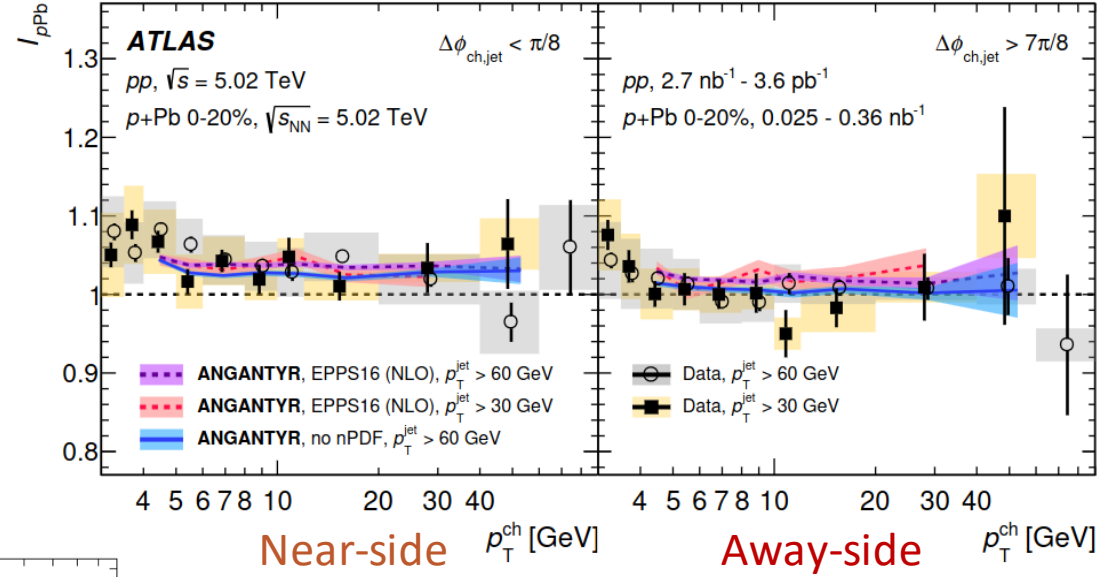 I_pPb
ATLAS
Δϕ_ch,jet < π/8
pp, √s = 5.02 TeV
p+Pb 0-20%, √s_NN = 5.02 TeV
1.3
1.2
1.1
1
0.9
0.8
ANGANTYR, EPPS16 (NLO), p_T^jet > 60 GeV
ANGANTYR, EPPS16 (NLO), p_T^jet > 30 GeV
ANGANTYR, no nPDF, p_T^jet > 60 GeV
4 5 6 7 8 10 20 30 40
p_T^ch [GeV]
Near-side
Δϕ_ch,jet > 7π/8
pp, 2.7 nb⁻¹ - 3.6 pb⁻¹
p+Pb 0-20%, 0.025 - 0.36 nb⁻¹
Data, p_T^jet > 60 GeV
Data, p_T^jet > 30 GeV
4 5 6 7 8 10 20 30 40
p_T^ch [GeV]
Away-side